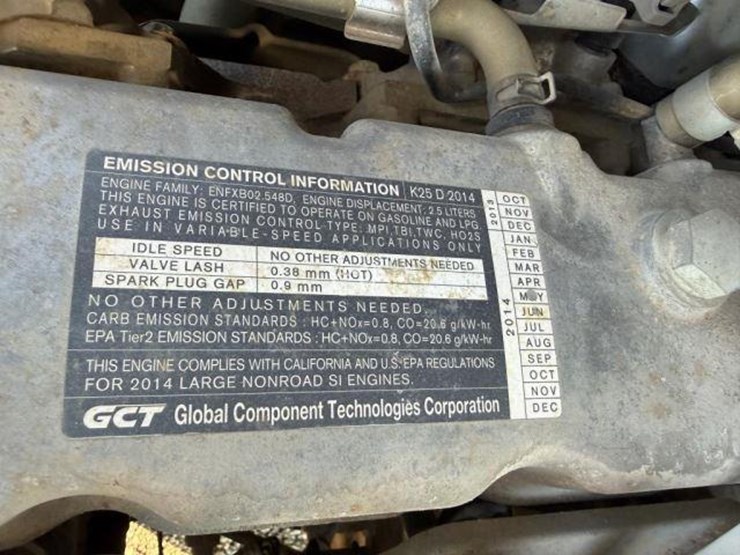 EMISSION CONTROL INFORMATION K25 D 2014
ENGINE FAMILY: ENFXB02.548D, ENGINE DISPLACEMENT: 2.5 LITERS
THIS ENGINE IS CERTIFIED TO OPERATE ON GASOLINE AND LPG.
EXHAUST EMISSION CONTROL TYPE: MPI,TBI,TWC, HO2S
USE IN VARIABLE-SPEED APPLICATIONS ONLY
IDLE SPEED NO OTHER ADJUSTMENTS NEEDED
VALVE LASH 0.38 mm (HOT)
SPARK PLUG GAP 0.9 mm
NO OTHER ADJUSTMENTS NEEDED
CARB EMISSION STANDARDS : HC+NOx=0.8, CO=20.6 g/kW-hr
EPA Tier2 EMISSION STANDARDS : HC+NOx=0.8, CO=20.6 g/kW-hr
THIS ENGINE COMPLIES WITH CALIFORNIA AND U.S. EPA REGULATIONS
FOR 2014 LARGE NONROAD SI ENGINES.
GCT Global Component Technologies Corporation
2013
OCT
NOV
DEC
2014
JAN
FEB
MAR
APR
MAY
JUN
JUL
AUG
SEP
OCT
NOV
DEC